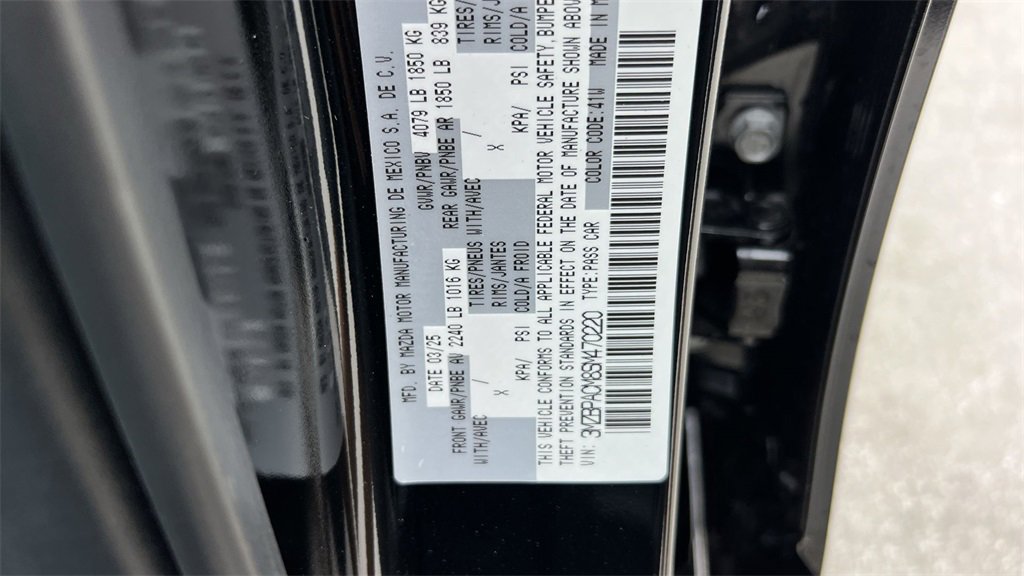 MFD. BY MAZDA MOTOR MANUFACTURING DE MEXICO S.A. DE C.V.
DATE 03/25 GVWR/PNBV 4079 LB 1850 KG
FRONT GAWR/PNBE AV 2240 LB 1016 KG REAR GAWR/PNBE AR 1850 LB 839 KG
WITH/AVEC TIRES/PNEUS WITH/AVEC TIRES/
X / RIMS/JANTES X / RIMS/J
KPA/ PSI COLD/A FROID KPA/ PSI COLD/A
THIS VEHICLE CONFORMS TO ALL APPLICABLE FEDERAL MOTOR VEHICLE SAFETY, BUMPE
THEFT PREVENTION STANDARDS IN EFFECT ON THE DATE OF MANUFACTURE SHOWN ABOV
VIN: 3MZBPACM8SM470220 TYPE:PASS CAR COLOR CODE:41W MADE IN M